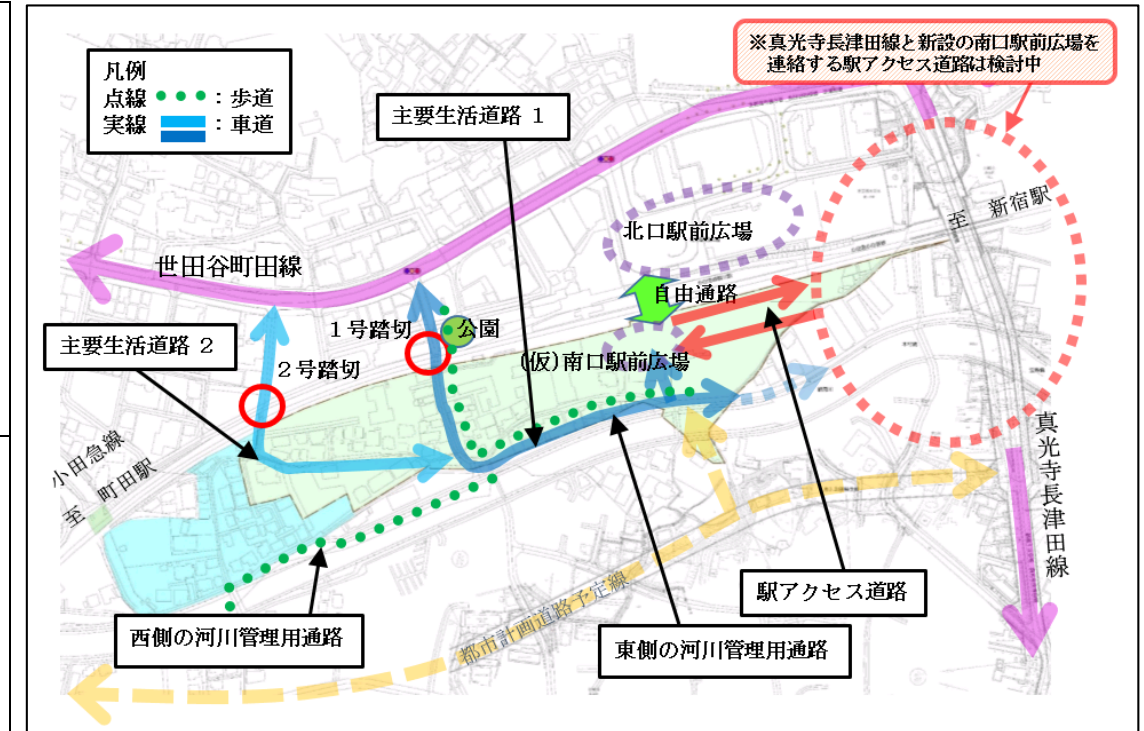 ※真光寺長津田線と新設の南口駅前広場を
連絡する駅アクセス道路は検討中
凡例
点線 : 歩道
実線 : 車道
主要生活道路 1
至 新宿駅
北口駅前広場
世田谷町田線
自由通路
1号踏切
公園
主要生活道路 2
(仮)南口駅前広場
2号踏切
小田急線
至 町田駅
真光寺長津田線
駅アクセス道路
都市計画道路予定線
西側の河川管理用通路
東側の河川管理用通路